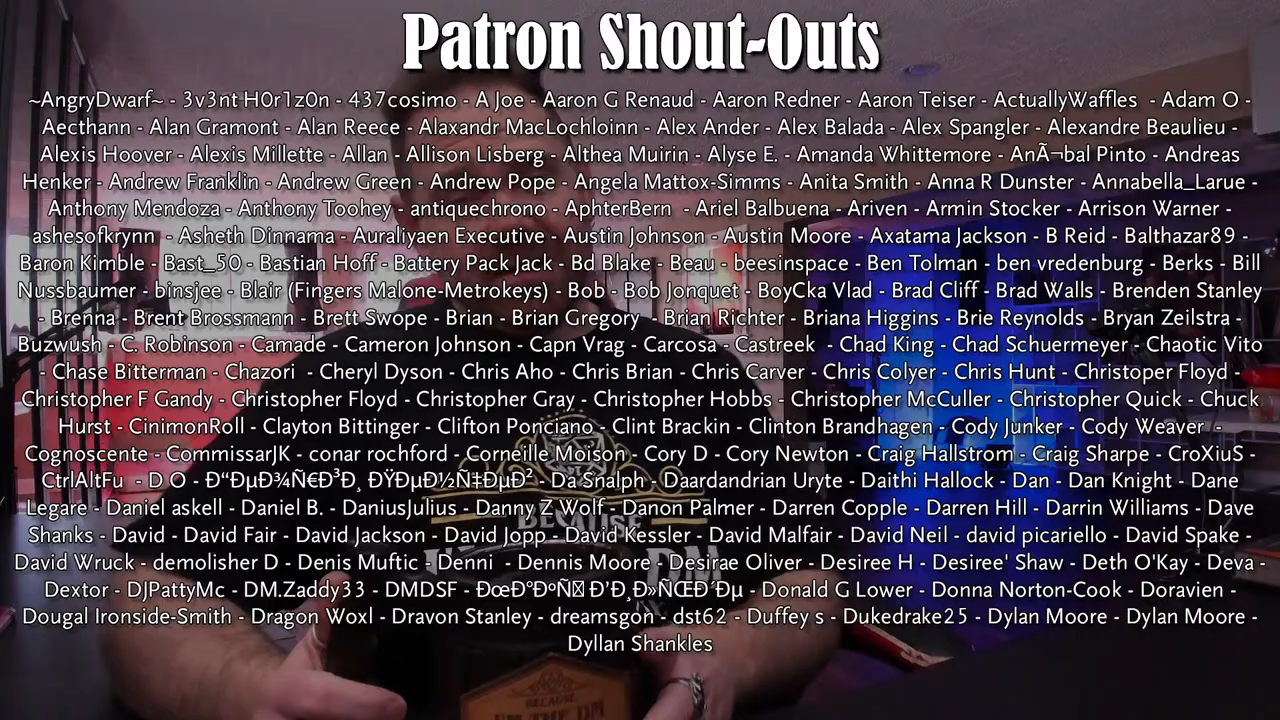 Patron Shout-Outs
~AngryDwarf~ - 3v3nt H0r1z0n - 437cosimo - A Joe - Aaron G Renaud - Aaron Redner - Aaron Teiser - ActuallyWaffles - Adam O -
Aecthann - Alan Gramont - Alan Reece - Alaxandr MacLochloinn - Alex Ander - Alex Balada - Alex Spangler - Alexandre Beaulieu -
Alexis Hoover - Alexis Millette - Allan - Allison Lisberg - Althea Muirin - Alyse E. - Amanda Whittemore - AnÃ¬bal Pinto - Andreas
Henker - Andrew Franklin - Andrew Green - Andrew Pope - Angela Mattox-Simms - Anita Smith - Anna R Dunster - Annabella_Larue -
Anthony Mendoza - Anthony Toohey - antiquechrono - AphterBern - Ariel Balbuena - Ariven - Armin Stocker - Arrison Warner -
ashesofkrynn - Asheth Dinnama - Auraliyaen Executive - Austin Johnson - Austin Moore - Axatama Jackson - B Reid - Balthazar89 -
Baron Kimble - Bast_50 - Bastian Hoff - Battery Pack Jack - Bd Blake - Beau - beesinspace - Ben Tolman - ben vredenburg - Berks - Bill
Nussbaumer - binsjee - Blair (Fingers Malone-Metrokeys) - Bob - Bob Jonquet - BoyCka Vlad - Brad Cliff - Brad Walls - Brenden Stanley
- Brenna - Brent Brossmann - Brett Swope - Brian - Brian Gregory - Brian Richter - Briana Higgins - Brie Reynolds - Bryan Zeilstra -
Buzwush - C. Robinson - Camade - Cameron Johnson - Capn Vrag - Carcosa - Castreek - Chad King - Chad Schuermeyer - Chaotic Vito
- Chase Bitterman - Chazori - Cheryl Dyson - Chris Aho - Chris Brian - Chris Carver - Chris Colyer - Chris Hunt - Christoper Floyd -
Christopher F Gandy - Christopher Floyd - Christopher Gray - Christopher Hobbs - Christopher McCuller - Christopher Quick - Chuck
Hurst - CinimonRoll - Clayton Bittinger - Clifton Ponciano - Clint Brackin - Clinton Brandhagen - Cody Junker - Cody Weaver -
Cognoscente - CommissarJK - conar rochford - Corneille Moison - Cory D - Cory Newton - Craig Hallstrom - Craig Sharpe - CroXiuS -
CtrlAltFu - D O - Ð“ÐµÐ¾Ñ€Ð³Ð¸ ÐŸÐµÐ½Ñ‡ÐµÐ² - Da Snalph - Daardandrian Uryte - Daithi Hallock - Dan - Dan Knight - Dane
Legare - Daniel askell - Daniel B. - DaniusJulius - Danny Z Wolf - Danon Palmer - Darren Copple - Darren Hill - Darrin Williams - Dave
Shanks - David - David Fair - David Jackson - David Jopp - David Kessler - David Malfair - David Neil - david picariello - David Spake -
David Wruck - demolisher D - Denis Muftic - Denni - Dennis Moore - Desirae Oliver - Desiree H - Desiree' Shaw - Deth O'Kay - Deva -
Dextor - DJPattyMc - DM.Zaddy33 - DMDSF - Donald G Lower - Donna Norton-Cook - Doravien -
Dougal Ironside-Smith - Dragon Woxl - Dravon Stanley - dreamsgon - dst62 - Duffey s - Dukedrake25 - Dylan Moore - Dylan Moore -
Dyllan Shankles
BECAUSE
DM
BECAUSE
I'M THE DM